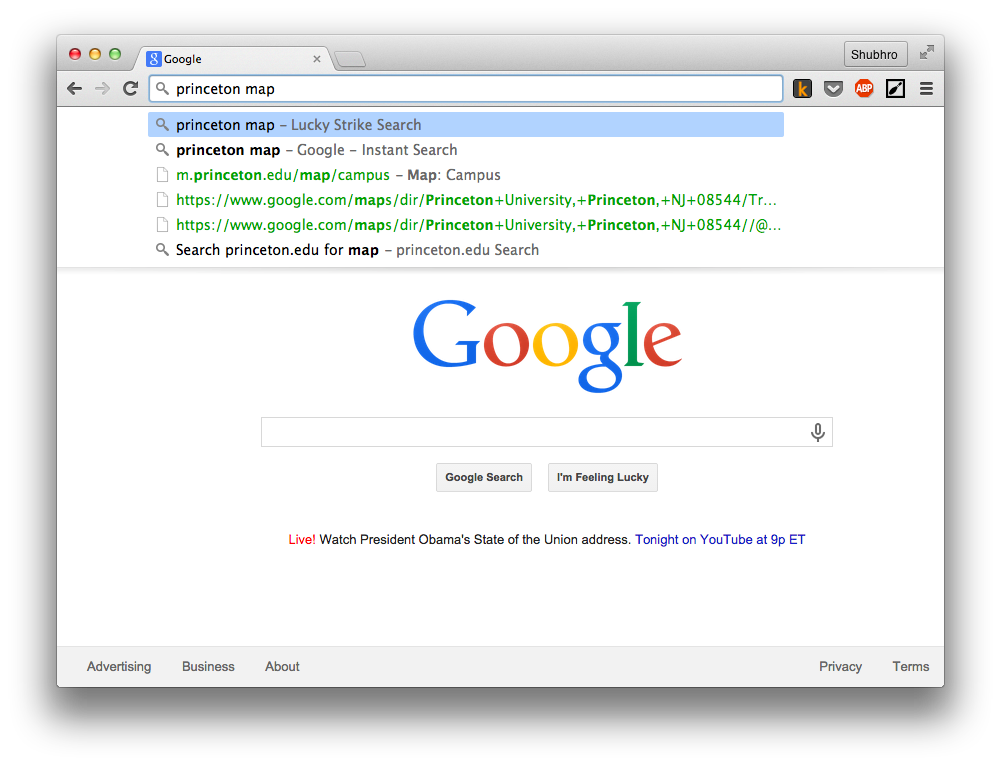 Google
Shubhro
princeton map
k
ABP
princeton map – Lucky Strike Search
princeton map – Google – Instant Search
m.princeton.edu/map/campus – Map: Campus
https://www.google.com/maps/dir/Princeton+University,+Princeton,+NJ+08544/Tr...
https://www.google.com/maps/dir/Princeton+University,+Princeton,+NJ+08544//@...
Search princeton.edu for map – princeton.edu Search
Google
Google Search I'm Feeling Lucky
Live! Watch President Obama's State of the Union address. Tonight on YouTube at 9p ET
Advertising Business About Privacy Terms